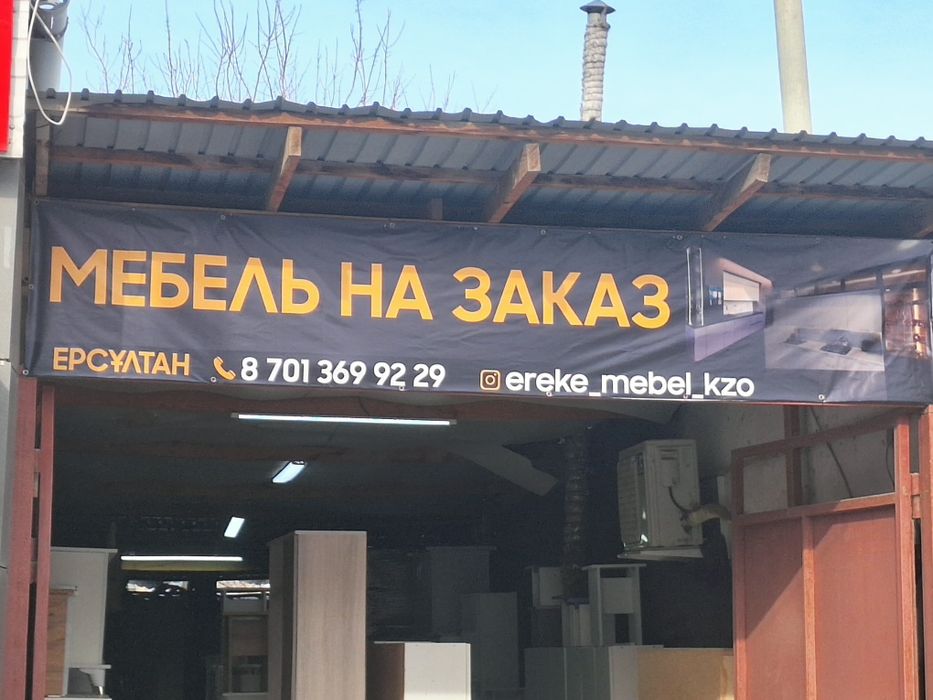 МЕБЕЛЬ НА ЗАКАЗ
ЕРСҰЛТАН 8 701 369 92 29 ereke_mebel_kzo